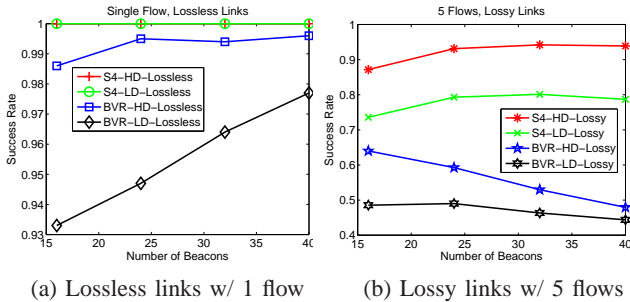 Single Flow, Lossless Links
1
0.99
0.98
0.97
0.96
0.95
0.94
0.93
Success Rate
S4−HD−Lossless
S4−LD−Lossless
BVR−HD−Lossless
BVR−LD−Lossless
15 20 25 30 35 40
Number of Beacons
(a) Lossless links w/ 1 flow
5 Flows, Lossy Links
1
0.9
0.8
0.7
0.6
0.5
0.4
Success Rate
S4−HD−Lossy
S4−LD−Lossy
BVR−HD−Lossy
BVR−LD−Lossy
15 20 25 30 35 40
Number of Beacons
(b) Lossy links w/ 5 flows